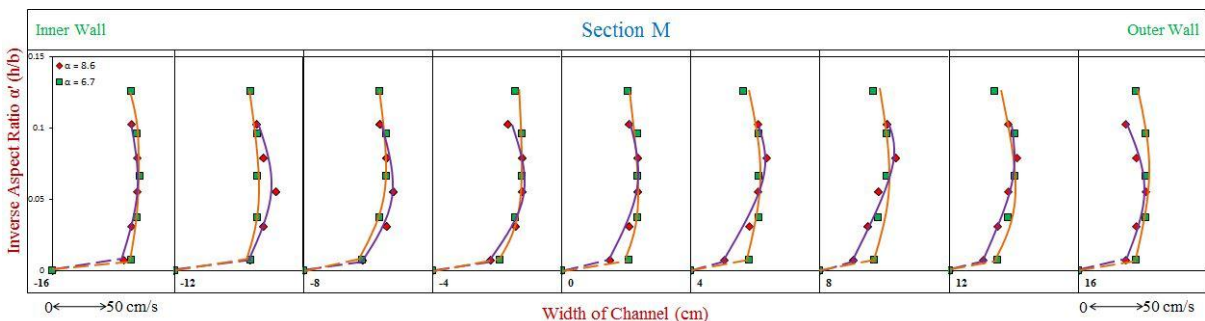 Inner Wall
Section M
Outer Wall
Inverse Aspect Ratio α' (h/b)
0.15
0.1
0.05
0
α = 8.6
α = 6.7
-16
-12
-8
-4
0
4
8
12
16
0 50 cm/s
Width of Channel (cm)
0 50 cm/s